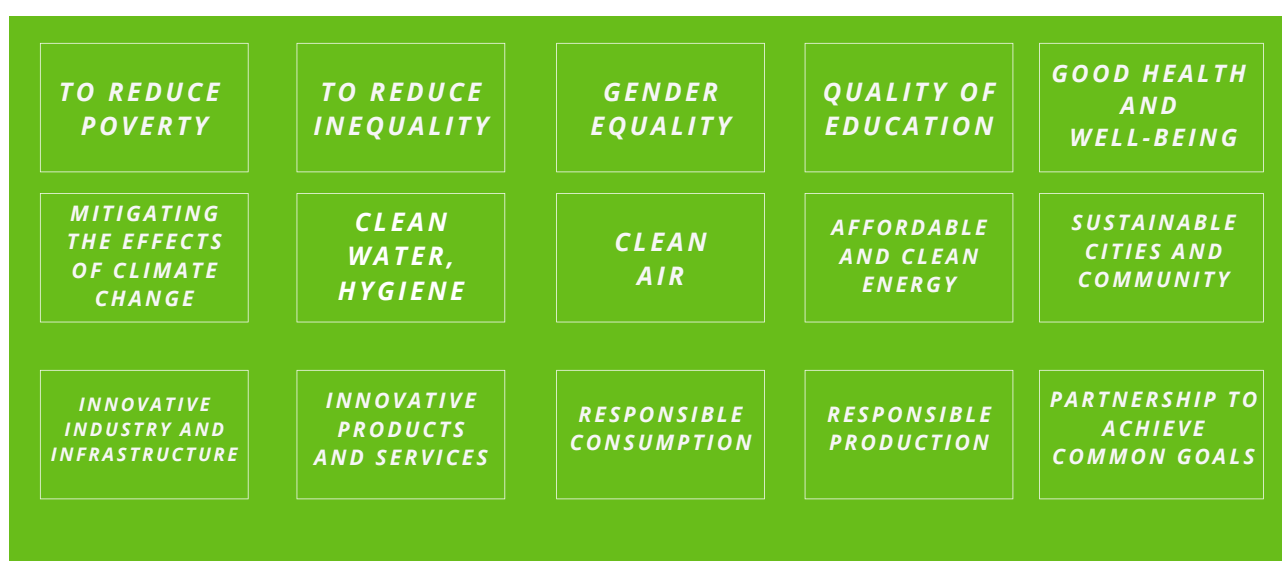 TO REDUCE
POVERTY
TO REDUCE
INEQUALITY
GENDER
EQUALITY
QUALITY OF
EDUCATION
GOOD HEALTH
AND
WELL-BEING
MITIGATING
THE EFFECTS
OF CLIMATE
CHANGE
CLEAN
WATER,
HYGIENE
CLEAN
AIR
AFFORDABLE
AND CLEAN
ENERGY
SUSTAINABLE
CITIES AND
COMMUNITY
INNOVATIVE
INDUSTRY AND
INFRASTRUCTURE
INNOVATIVE
PRODUCTS
AND SERVICES
RESPONSIBLE
CONSUMPTION
RESPONSIBLE
PRODUCTION
PARTNERSHIP TO
ACHIEVE
COMMON GOALS